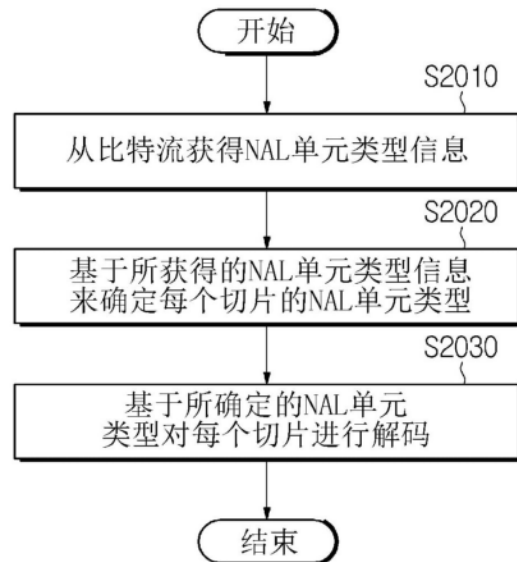 开始
S2010
从比特流获得NAL单元类型信息
S2020
基于所获得的NAL单元类型信息
来确定每个切片的NAL单元类型
S2030
基于所确定的NAL单元
类型对每个切片进行解码
结束